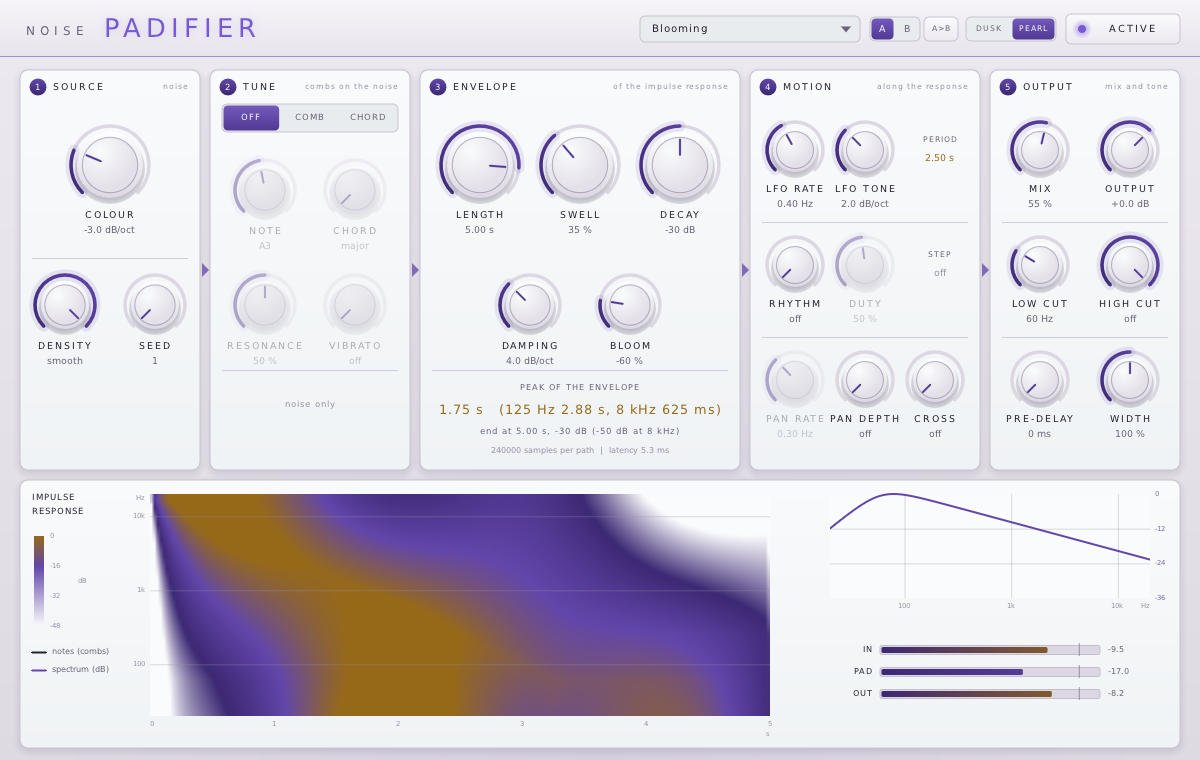 NOISE PADIFIER
Blooming
A B A>B DUSK PEARL ACTIVE
1 SOURCE noise
COLOUR
-3.0 dB/oct
DENSITY SEED
smooth 1
2 TUNE combs on the noise
OFF COMB CHORD
NOTE CHORD
A3 major
RESONANCE VIBRATO
50 % off
noise only
3 ENVELOPE of the impulse response
LENGTH SWELL DECAY
5.00 s 35 % -30 dB
DAMPING BLOOM
4.0 dB/oct -60 %
PEAK OF THE ENVELOPE
1.75 s (125 Hz 2.88 s, 8 kHz 625 ms)
end at 5.00 s, -30 dB (-50 dB at 8 kHz)
240000 samples per path | latency 5.3 ms
4 MOTION along the response
PERIOD
2.50 s
LFO RATE LFO TONE
0.40 Hz 2.0 dB/oct
STEP
off
RHYTHM DUTY
off 50 %
PAN RATE PAN DEPTH CROSS
0.30 Hz off off
5 OUTPUT mix and tone
MIX OUTPUT
55 % +0.0 dB
LOW CUT HIGH CUT
60 Hz off
PRE-DELAY WIDTH
0 ms 100 %
IMPULSE
RESPONSE
0
-16
dB
-32
-48
notes (combs)
spectrum (dB)
Hz
10k
1k
100
0 1 2 3 4 5
s
0
-12
-24
-36
100 1k 10k Hz
IN -9.5
PAD -17.0
OUT -8.2